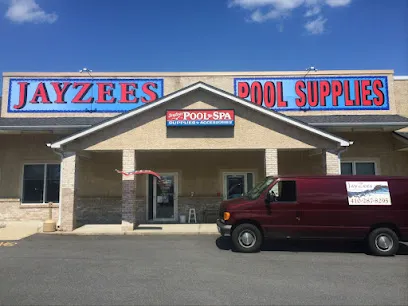 JAYZEES
POOL SUPPLIES
POOL & SPA
SUPPLIES & ACCESSORIES